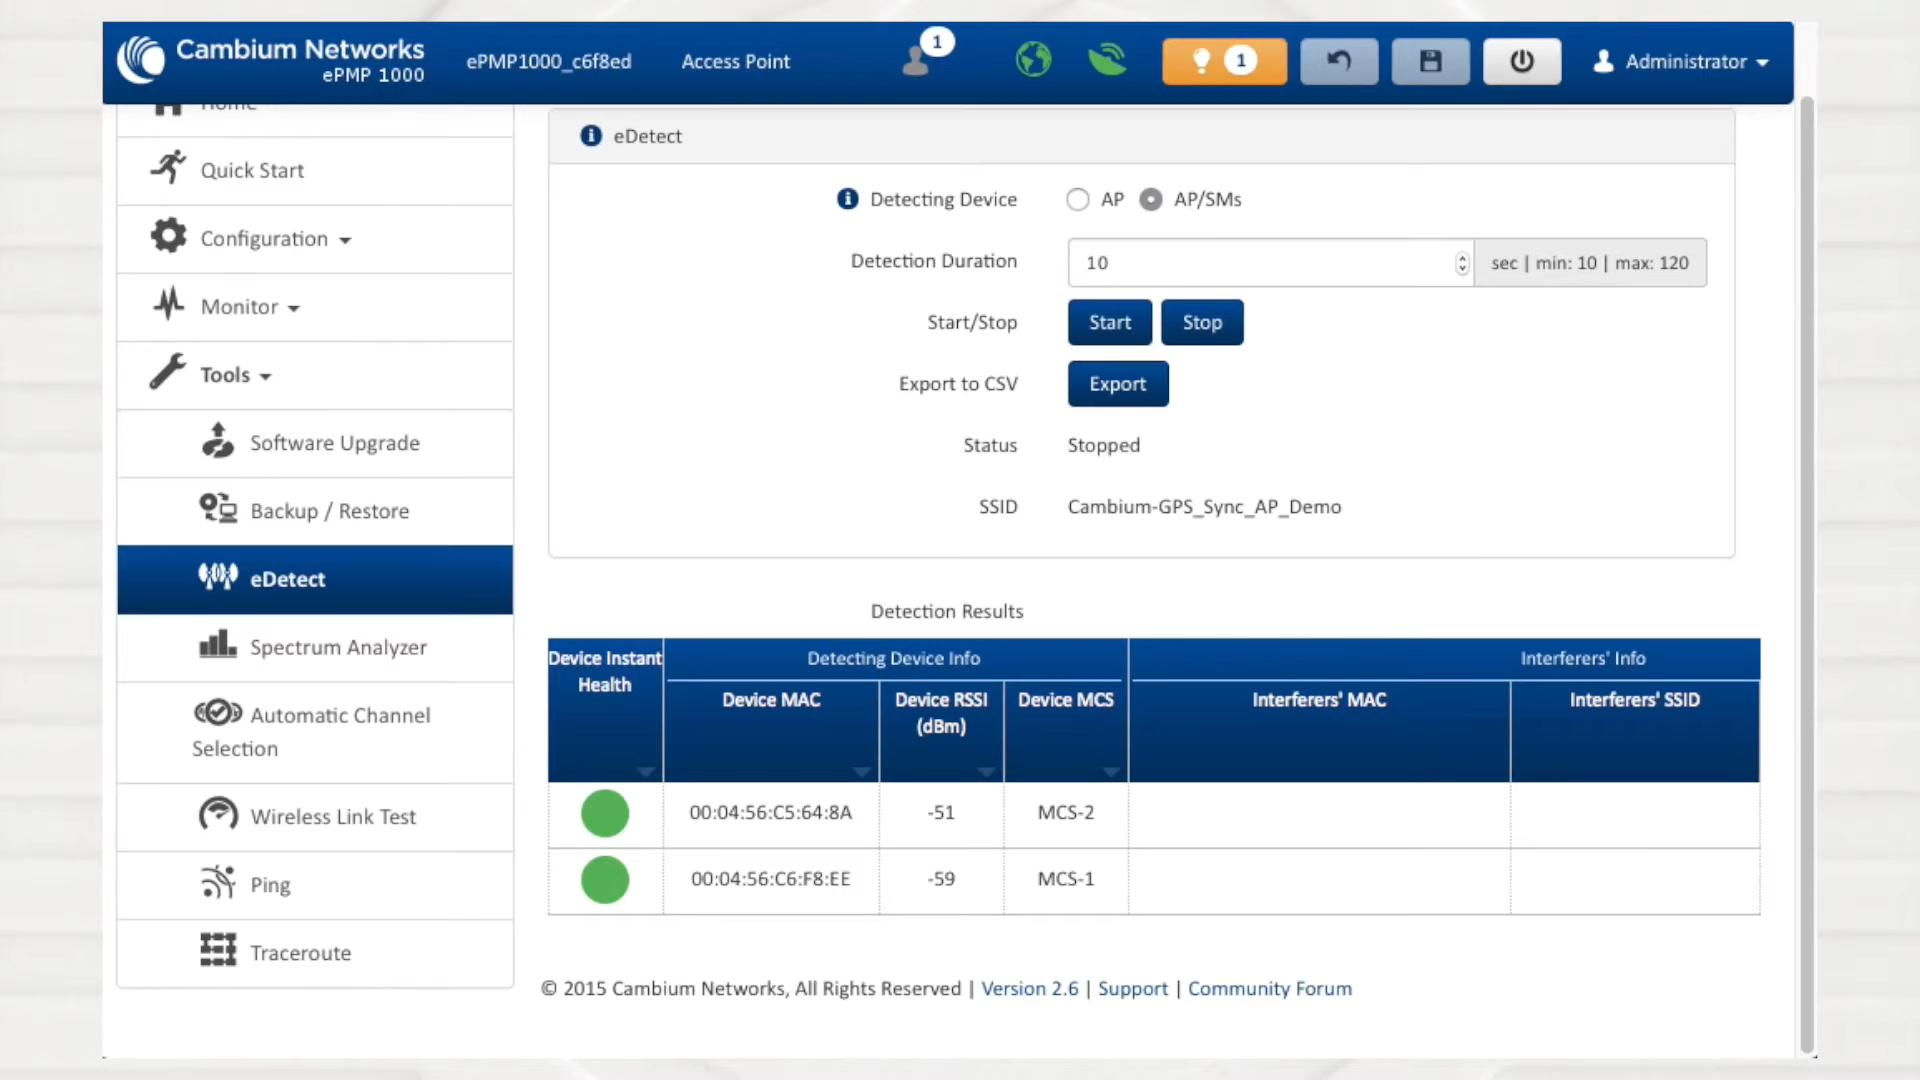 Cambium Networks
ePMP 1000
ePMP1000_c6f8ed
Access Point
1
1
Administrator
Home
Quick Start
Configuration
Monitor
Tools
Software Upgrade
Backup / Restore
eDetect
Spectrum Analyzer
Automatic Channel
Selection
Wireless Link Test
Ping
Traceroute
eDetect
Detecting Device AP AP/SMs
Detection Duration 10 sec | min: 10 | max: 120
Start/Stop Start Stop
Export to CSV Export
Status Stopped
SSID Cambium-GPS_Sync_AP_Demo
Detection Results
Device Instant
Health
Detecting Device Info
Interferers' Info
Device MAC
Device RSSI
(dBm)
Device MCS
Interferers' MAC
Interferers' SSID
00:04:56:C5:64:8A -51 MCS-2
00:04:56:C6:F8:EE -59 MCS-1
© 2015 Cambium Networks, All Rights Reserved | Version 2.6 | Support | Community Forum